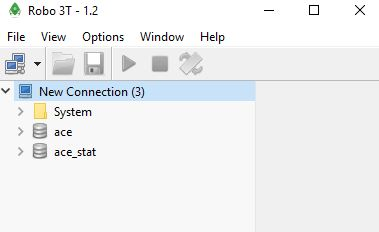 Robo 3T - 1.2
File View Options Window Help
New Connection (3)
System
ace
ace_stat